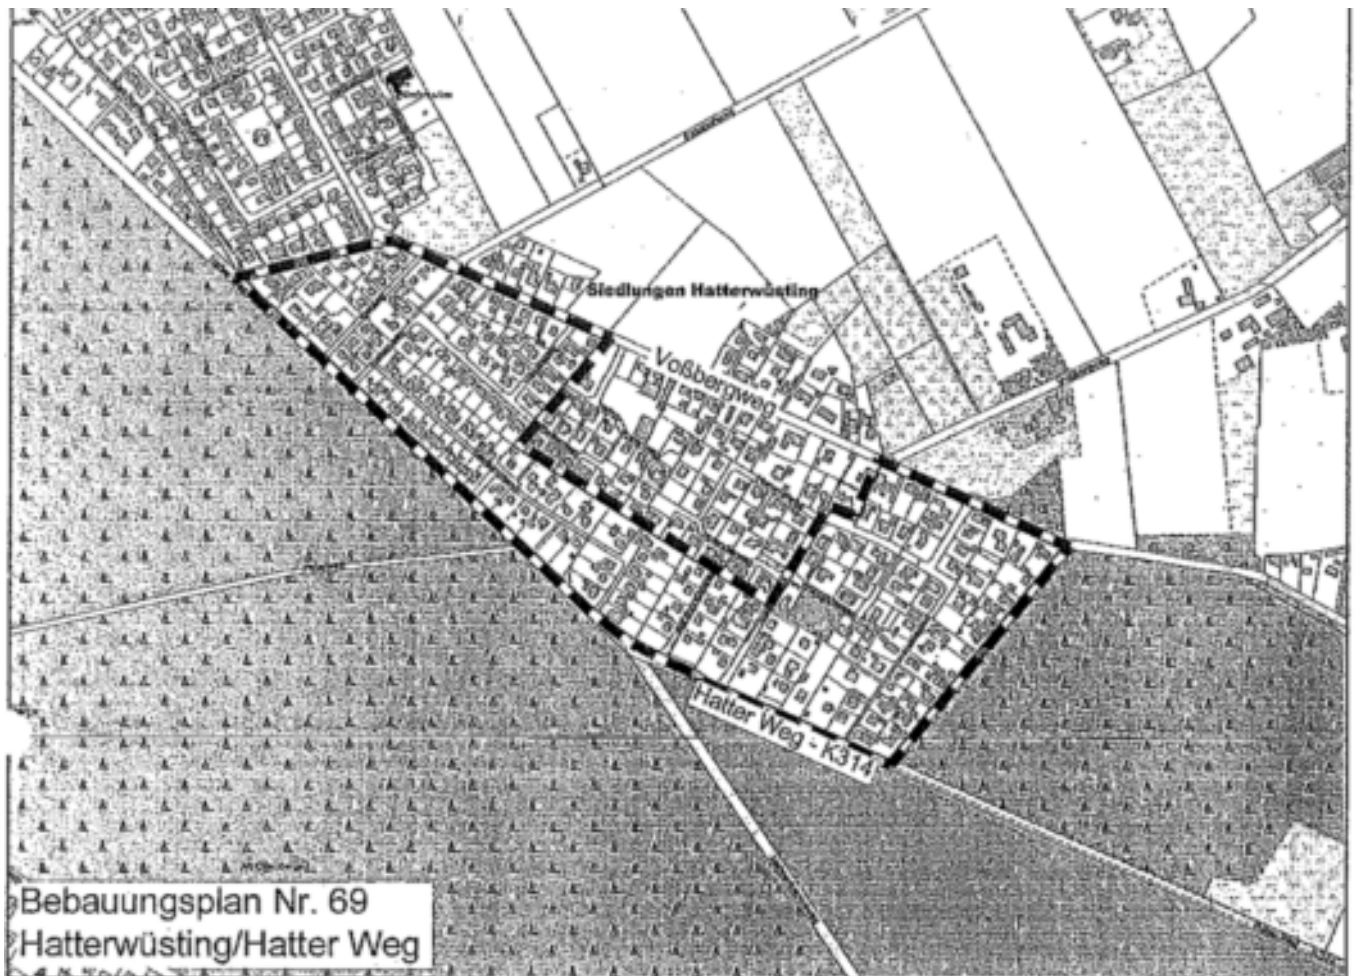 Siedlungen Hatterwüsting
Voßbergweg
Hatter Weg - K314
Bebauungsplan Nr. 69
Hatterwüsting/Hatter Weg